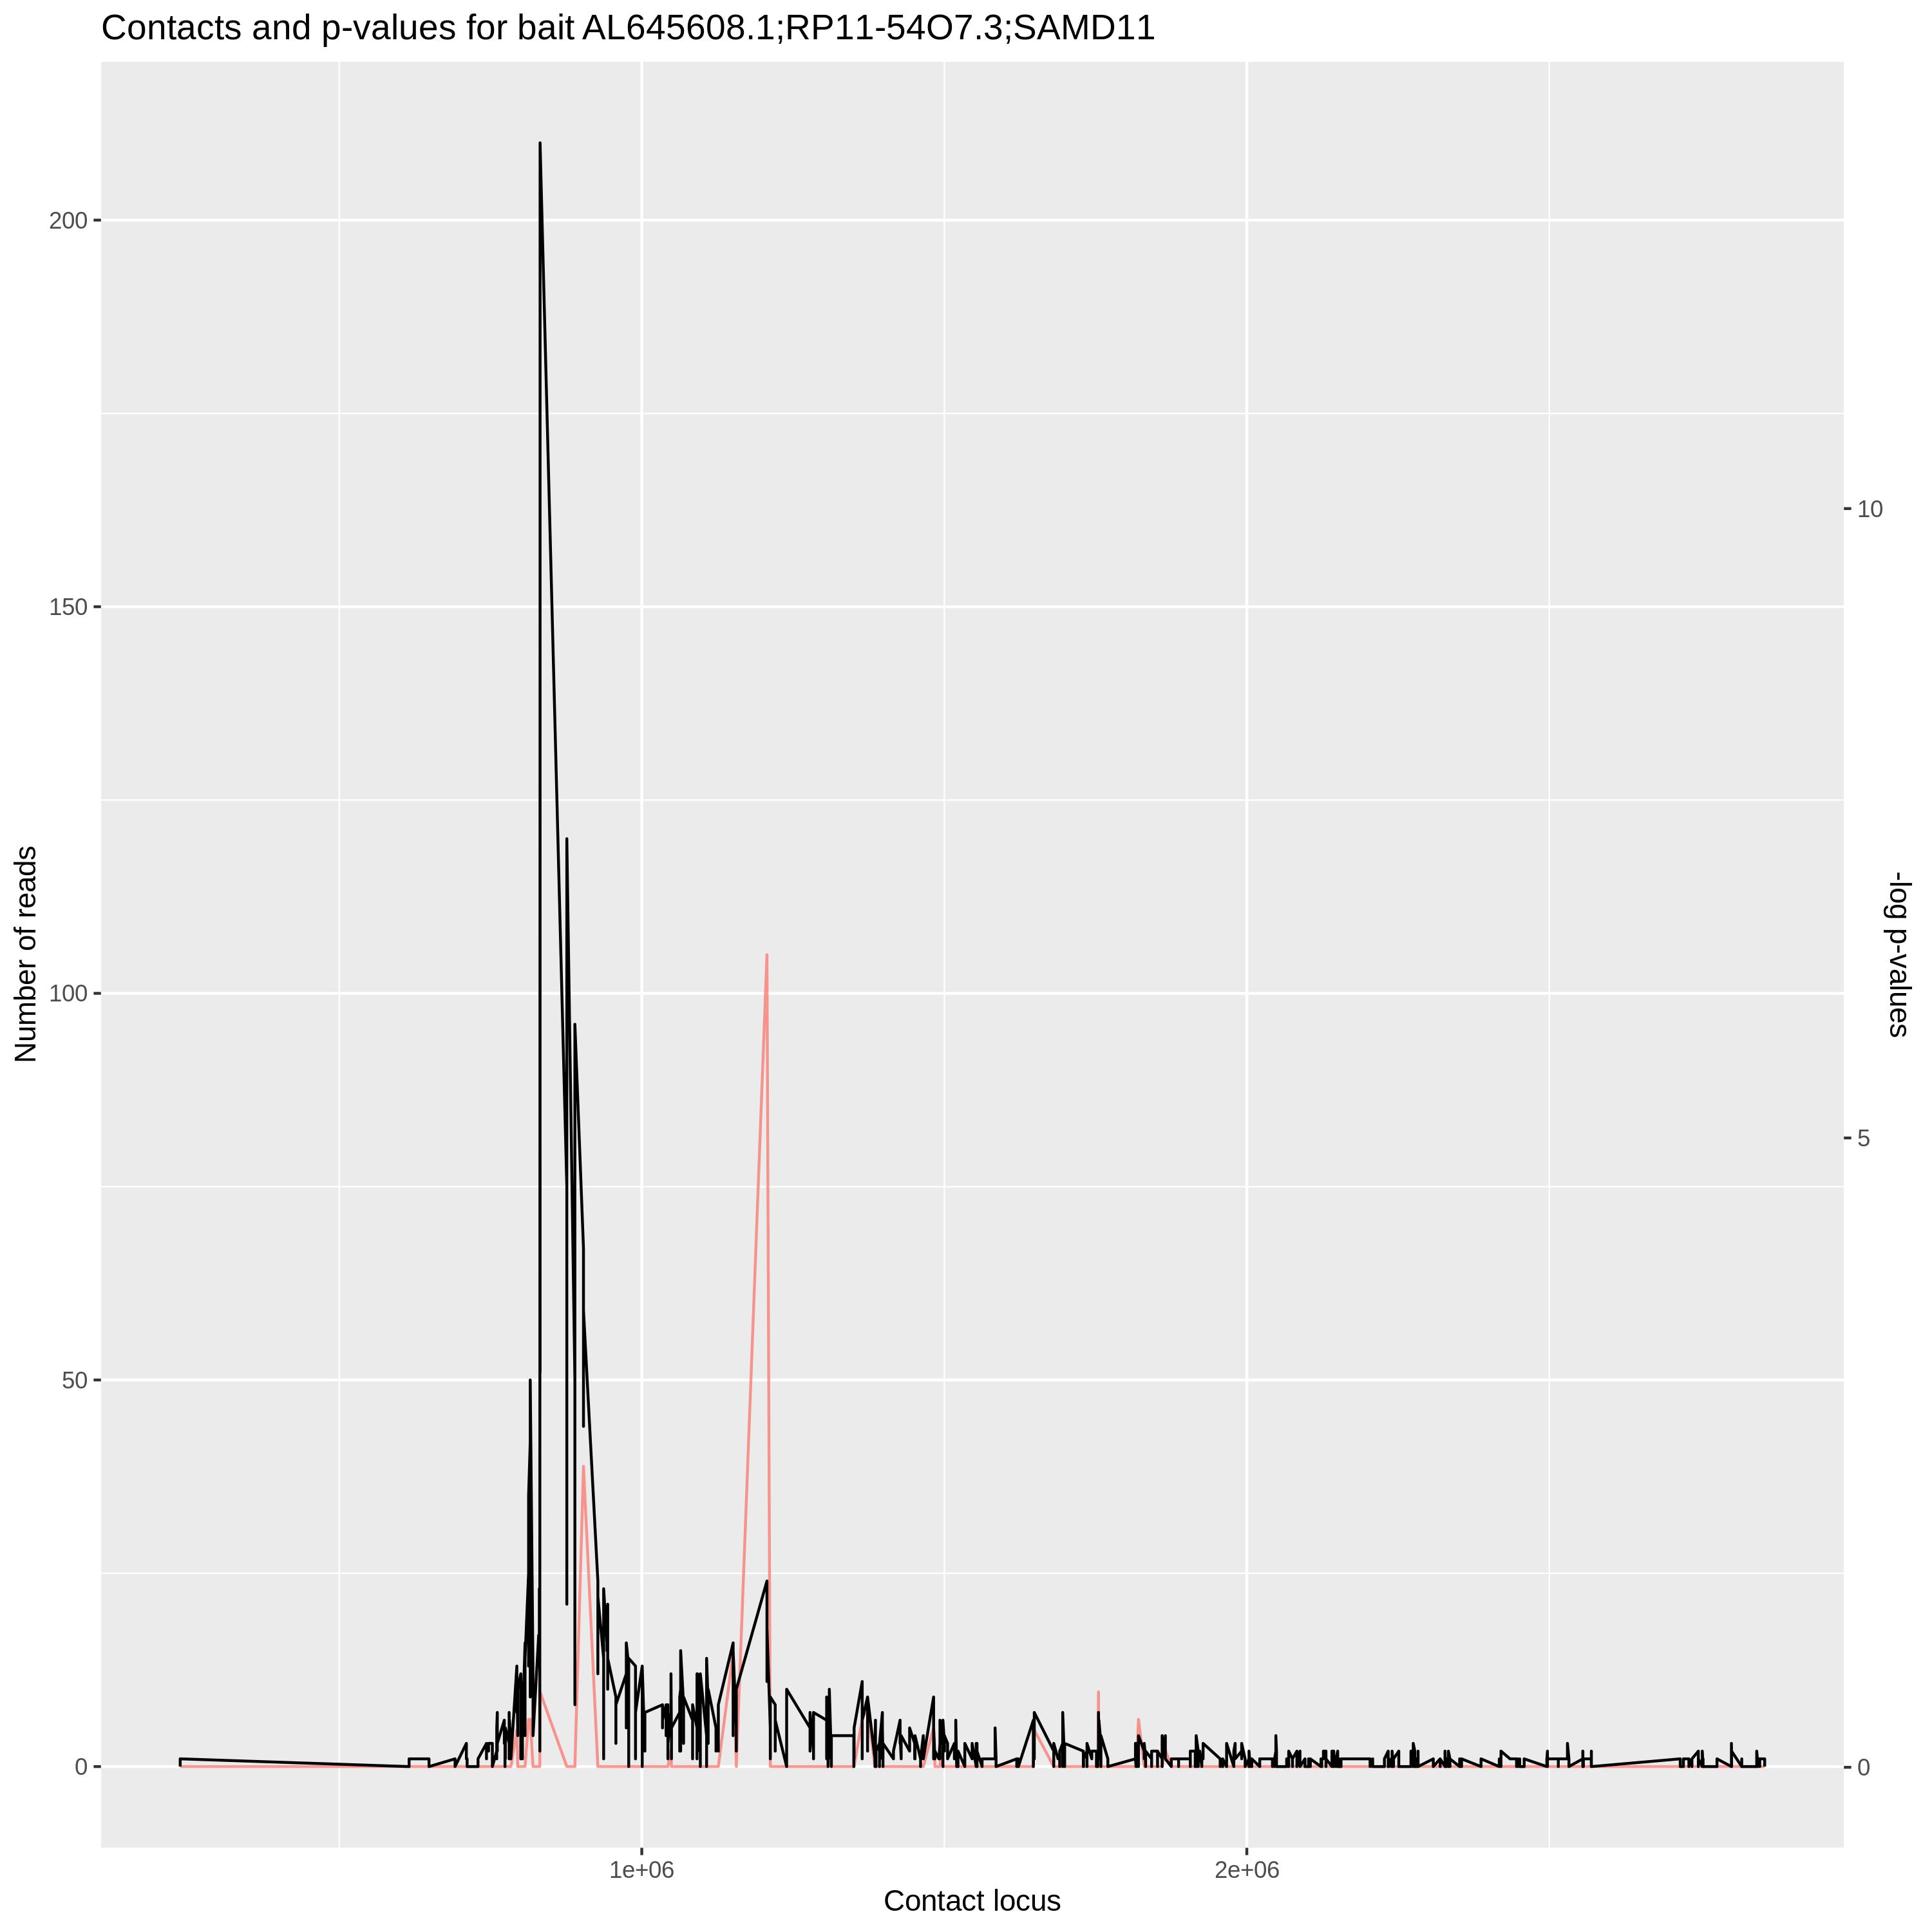 Contacts and p-values for bait AL645608.1;RP11-54O7.3;SAMD11
200
150
100
50
0
Number of reads
10
5
0
-log p-values
1e+06
2e+06
Contact locus